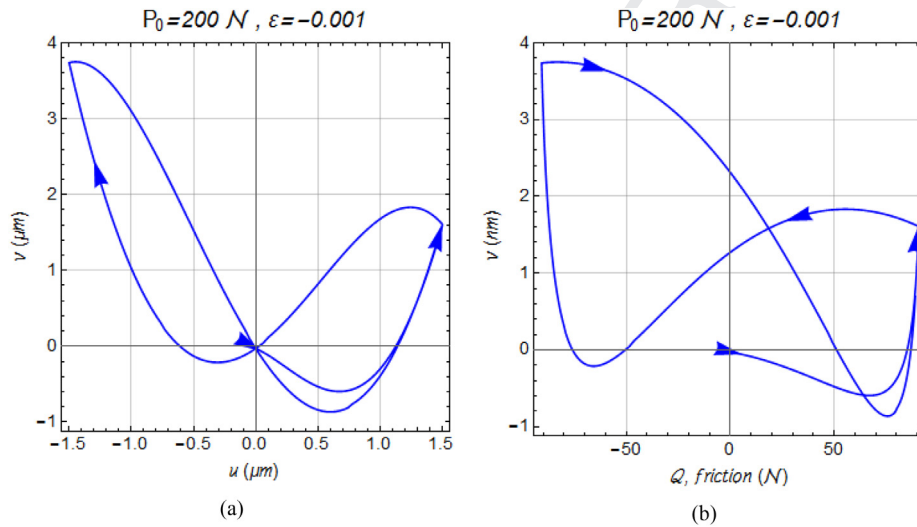 P₀=200 N , ε=−0.001
4
3
2
1
0
−1
−1.5
−1.0
−0.5
0.0
0.5
1.0
1.5
v (μm)
u (μm)
(a)
P₀=200 N , ε=−0.001
4
3
2
1
0
−1
−50
0
50
v (nm)
Q, friction (N)
(b)